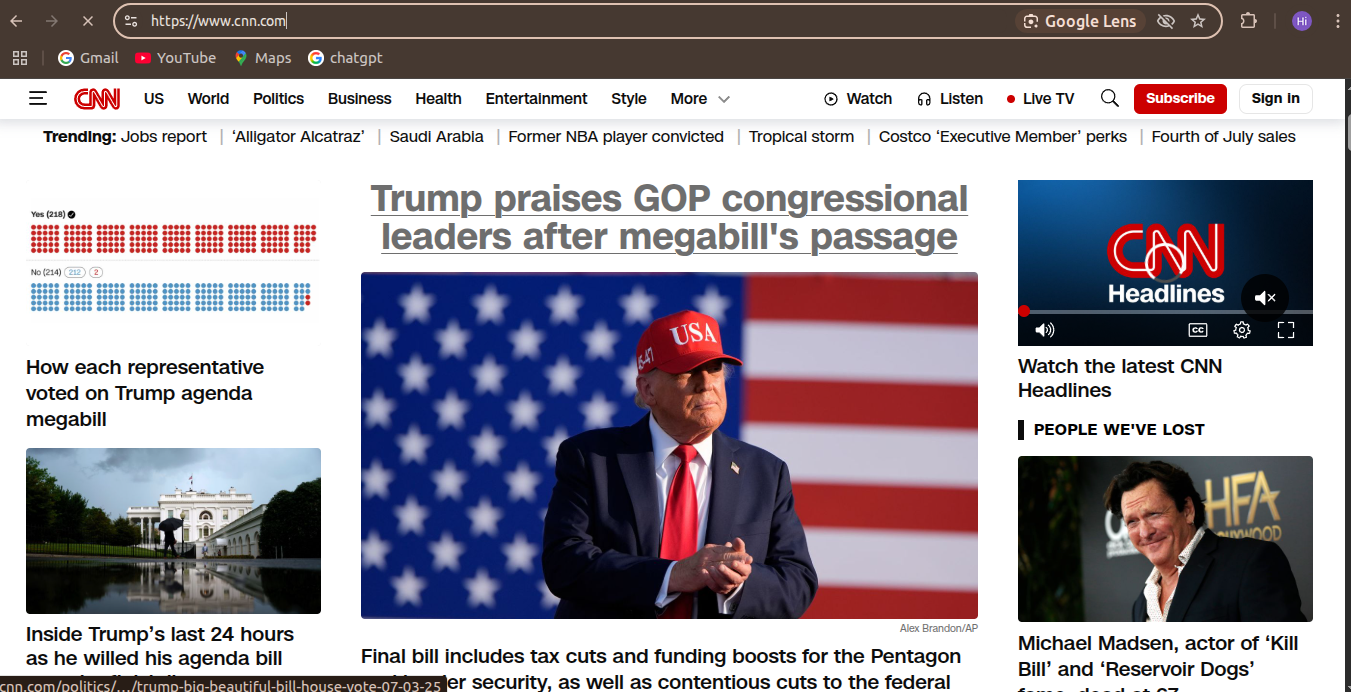 https://www.cnn.com
Google Lens
Hi
Gmail
YouTube
Maps
chatgpt
CNN
US
World
Politics
Business
Health
Entertainment
Style
More
Watch
Listen
Live TV
Subscribe
Sign in
Trending: Jobs report | ‘Alligator Alcatraz’ | Saudi Arabia | Former NBA player convicted | Tropical storm | Costco ‘Executive Member’ perks | Fourth of July sales
Yes (218)
No (214) 212 2
How each representative
voted on Trump agenda
megabill
Inside Trump’s last 24 hours
as he willed his agenda bill
Trump praises GOP congressional
leaders after megabill's passage
USA
45-47
Alex Brandon/AP
Final bill includes tax cuts and funding boosts for the Pentagon
er security, as well as contentious cuts to the federal
CNN
Headlines
CC
Watch the latest CNN
Headlines
PEOPLE WE'VE LOST
HFA
Michael Madsen, actor of ‘Kill
Bill’ and ‘Reservoir Dogs’
cnn.com/politics/…/trump-big-beautiful-bill-house-vote-07-03-25